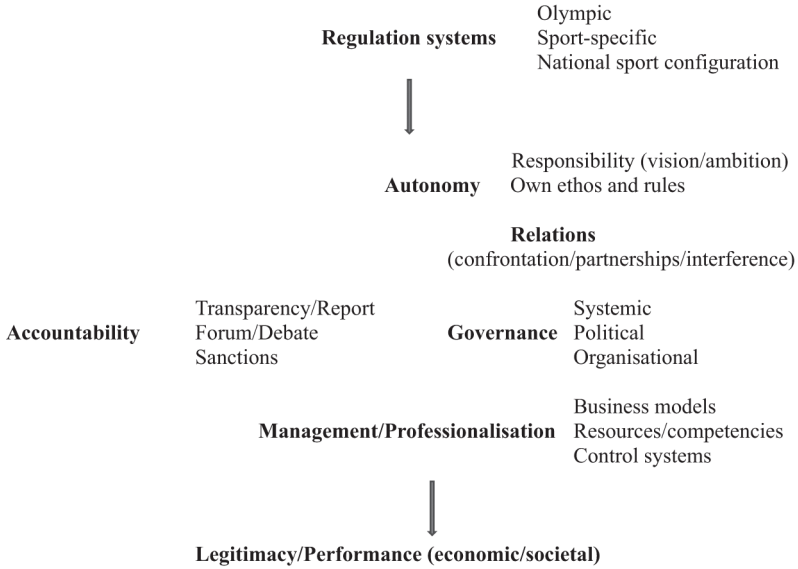 Olympic
Regulation systems
Sport-specific
National sport configuration
Responsibility (vision/ambition)
Autonomy
Own ethos and rules
Relations
(confrontation/partnerships/interference)
Accountability
Transparency/Report
Forum/Debate
Sanctions
Governance
Systemic
Political
Organisational
Management/Professionalisation
Business models
Resources/competencies
Control systems
Legitimacy/Performance (economic/societal)